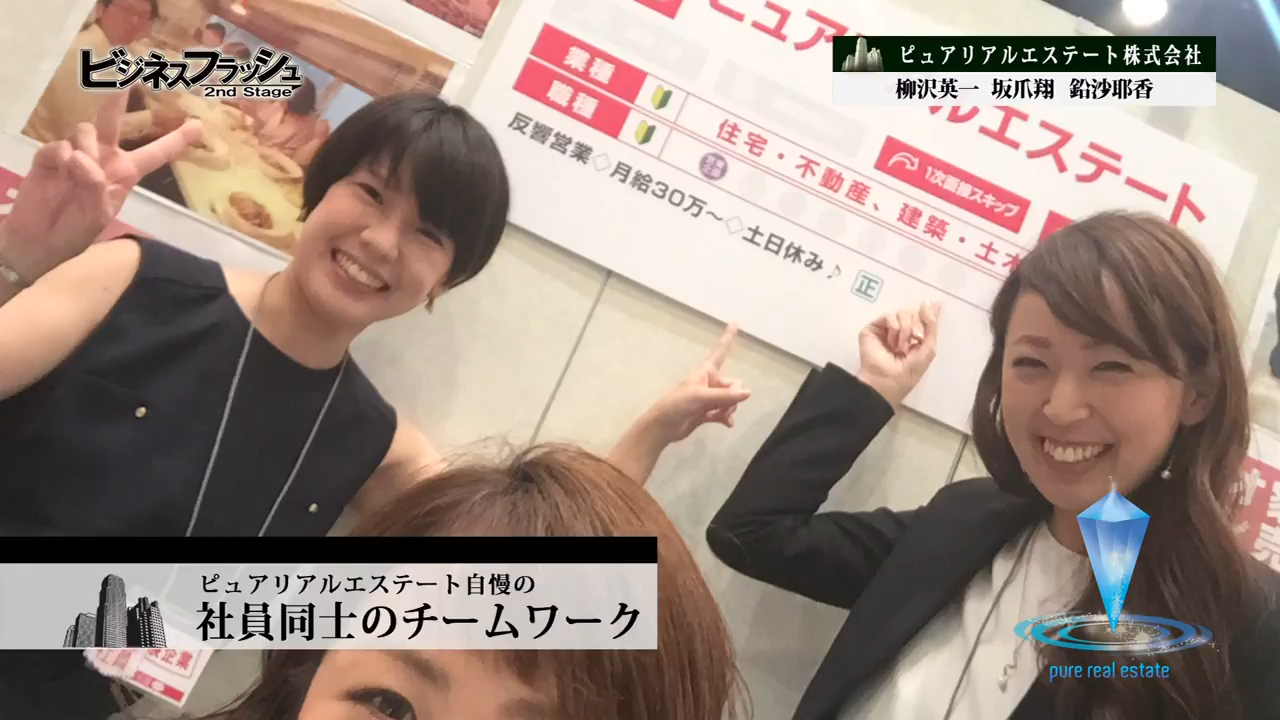 ビジネスフラッシュ
2nd Stage
ピュアリアルエステート株式会社
柳沢英一 坂爪翔 鉛沙耶香
ルエステート
業種
住宅・不動産、建築・土木
職種
1次面接スキップ
反響営業◇月給30万～◇土日休み♪ 正
ピュアリアルエステート自慢の
社員同士のチームワーク
pure real estate